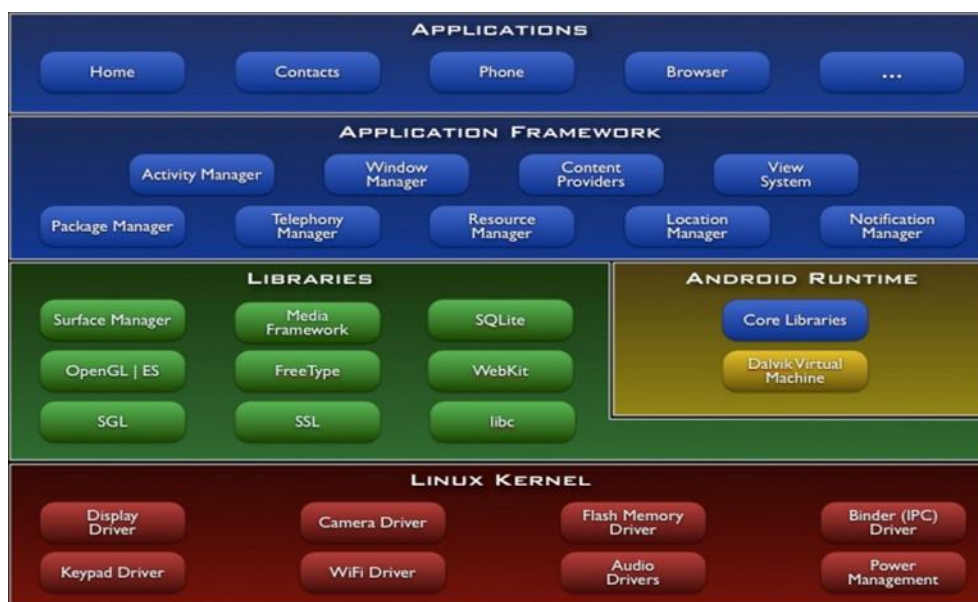 APPLICATIONS
Home
Contacts
Phone
Browser
...
APPLICATION FRAMEWORK
Activity Manager
Window
Manager
Content
Providers
View
System
Package Manager
Telephony
Manager
Resource
Manager
Location
Manager
Notification
Manager
LIBRARIES
Surface Manager
Media
Framework
SQLite
OpenGL | ES
FreeType
WebKit
SGL
SSL
libc
ANDROID RUNTIME
Core Libraries
Dalvik Virtual
Machine
LINUX KERNEL
Display
Driver
Camera Driver
Flash Memory
Driver
Binder (IPC)
Driver
Keypad Driver
WiFi Driver
Audio
Drivers
Power
Management